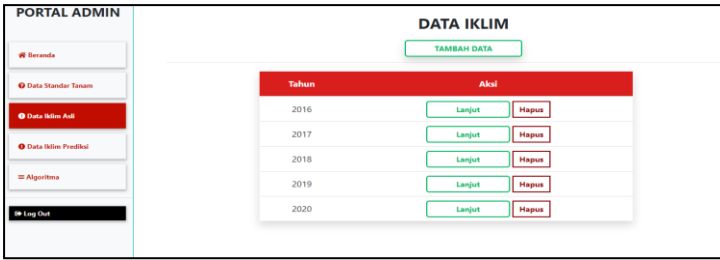 PORTAL ADMIN
Beranda
Data Standar Tanam
Data Iklim Asli
Data Iklim Prediksi
Algoritma
Log Out
DATA IKLIM
TAMBAH DATA
Tahun Aksi
2016 Lanjut Hapus
2017 Lanjut Hapus
2018 Lanjut Hapus
2019 Lanjut Hapus
2020 Lanjut Hapus